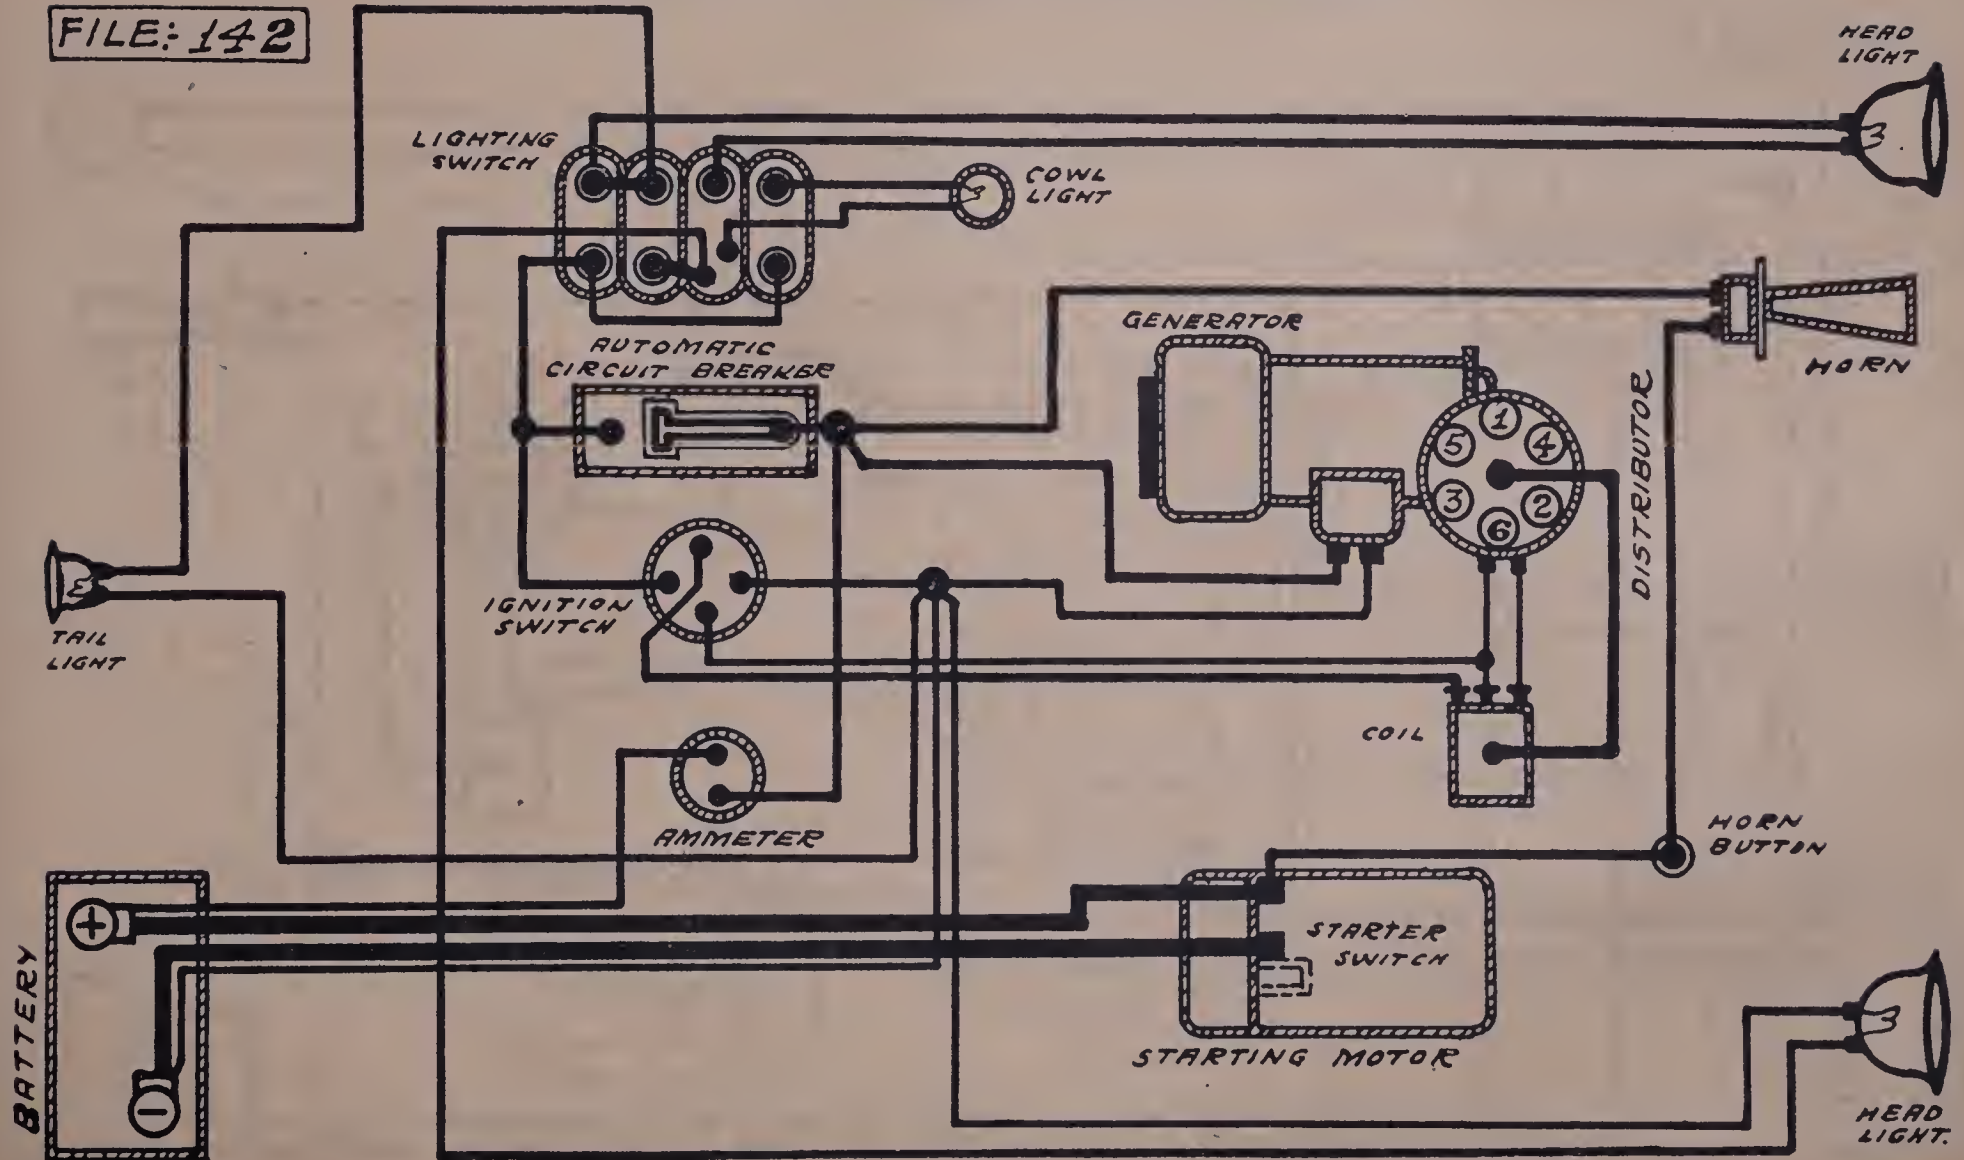 FILE:- 142
HEAD
LIGHT
LIGHTING
SWITCH
COWL
LIGHT
GENERATOR
AUTOMATIC
CIRCUIT BREAKER
HORN
DISTRIBUTOR
1
5
4
3
2
6
IGNITION
SWITCH
TAIL
LIGHT
COIL
AMMETER
HORN
BUTTON
BATTERY
+
STARTER
SWITCH
STARTING MOTOR
−
HEAD
LIGHT.